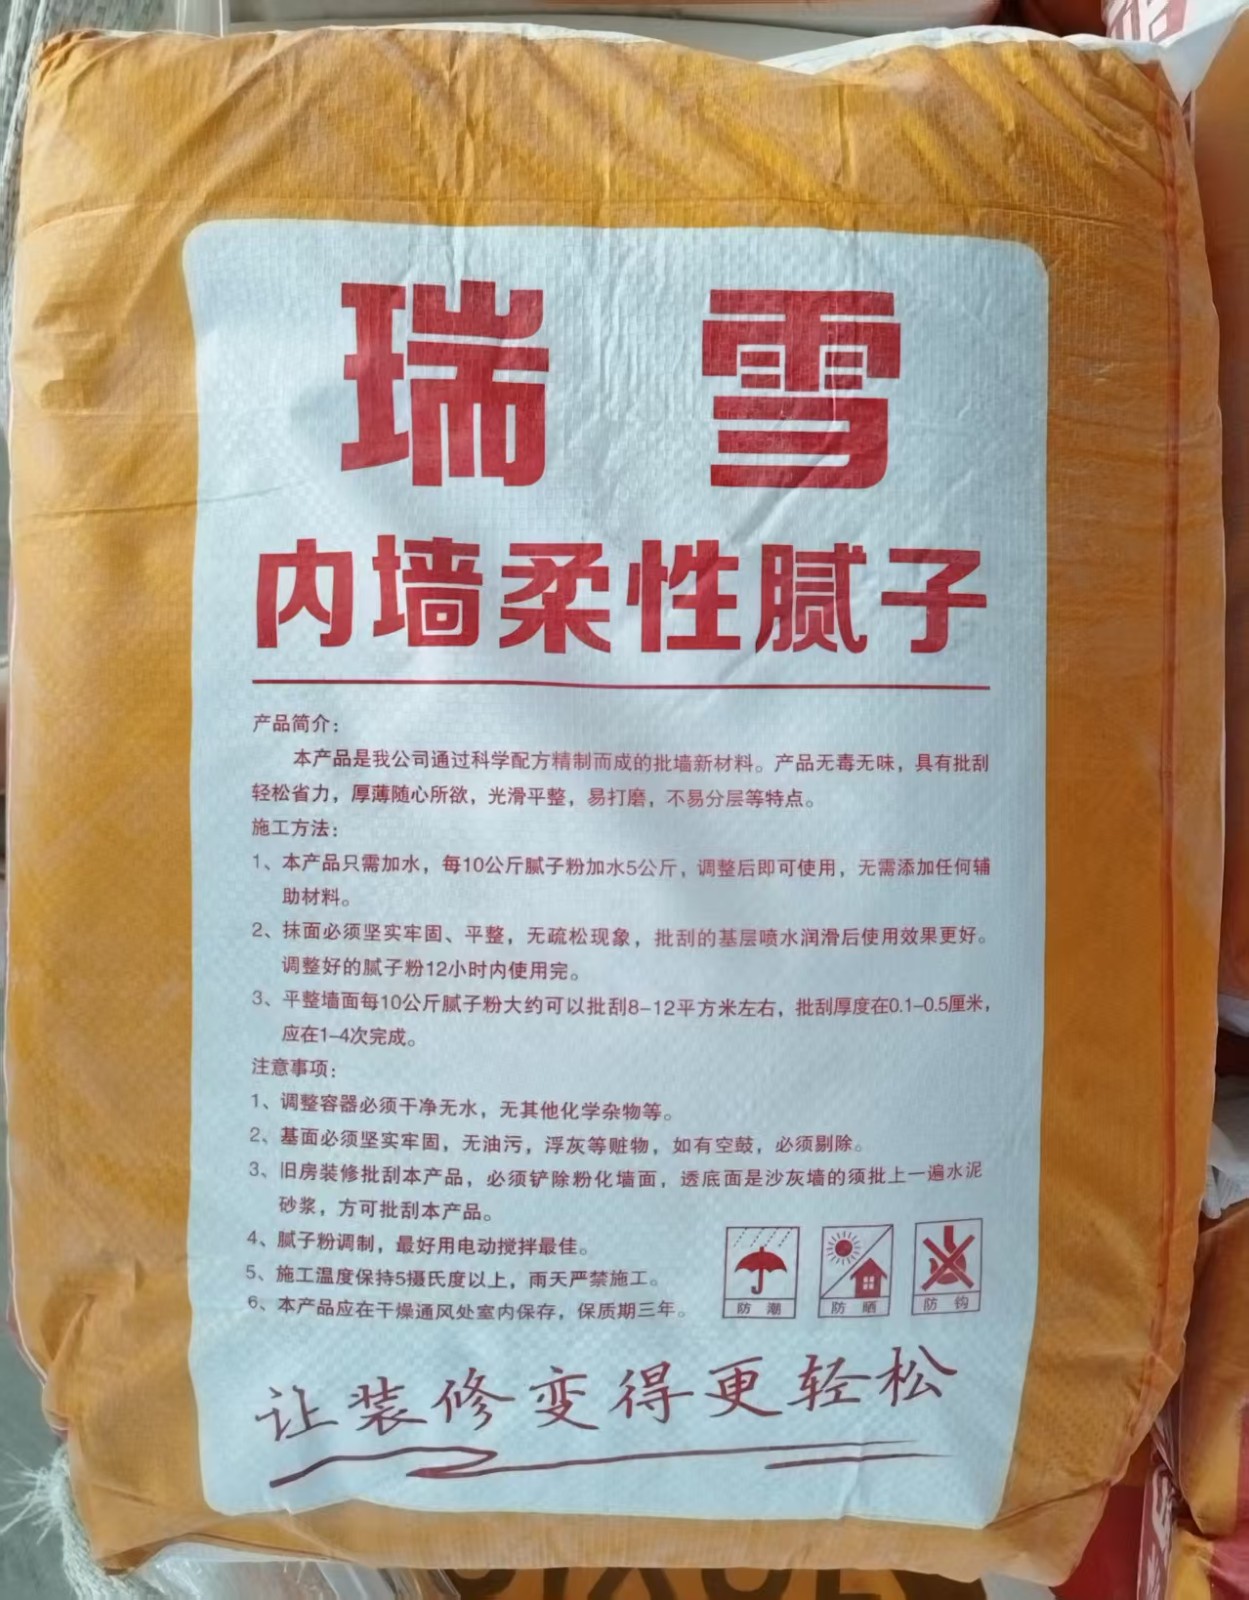 瑞雪
内墙柔性腻子
产品简介：
本产品是我公司通过科学配方精制而成的批墙新材料。产品无毒无味，具有批刮
轻松省力，厚薄随心所欲，光滑平整，易打磨，不易分层等特点。
施工方法：
1、本产品只需加水，每10公斤腻子粉加水5公斤，调整后即可使用，无需添加任何辅
助材料。
2、抹面必须坚实牢固、平整，无疏松现象，批刮的基层喷水润滑后使用效果更好。
调整好的腻子粉12小时内使用完。
3、平整墙面每10公斤腻子粉大约可以批刮8–12平方米左右，批刮厚度在0.1–0.5厘米，
应在1–4次完成。
注意事项：
1、调整容器必须干净无水，无其他化学杂物等。
2、基面必须坚实牢固，无油污，浮灰等赃物，如有空鼓，必须剔除。
3、旧房装修批刮本产品，必须铲除粉化墙面，透底面是沙灰墙的须批上一遍水泥
砂浆，方可批刮本产品。
4、腻子粉调制，最好用电动搅拌最佳。
5、施工温度保持5摄氏度以上，雨天严禁施工。
6、本产品应在干燥通风处室内保存，保质期三年。
防潮
防晒
防钩
让装修变得更轻松